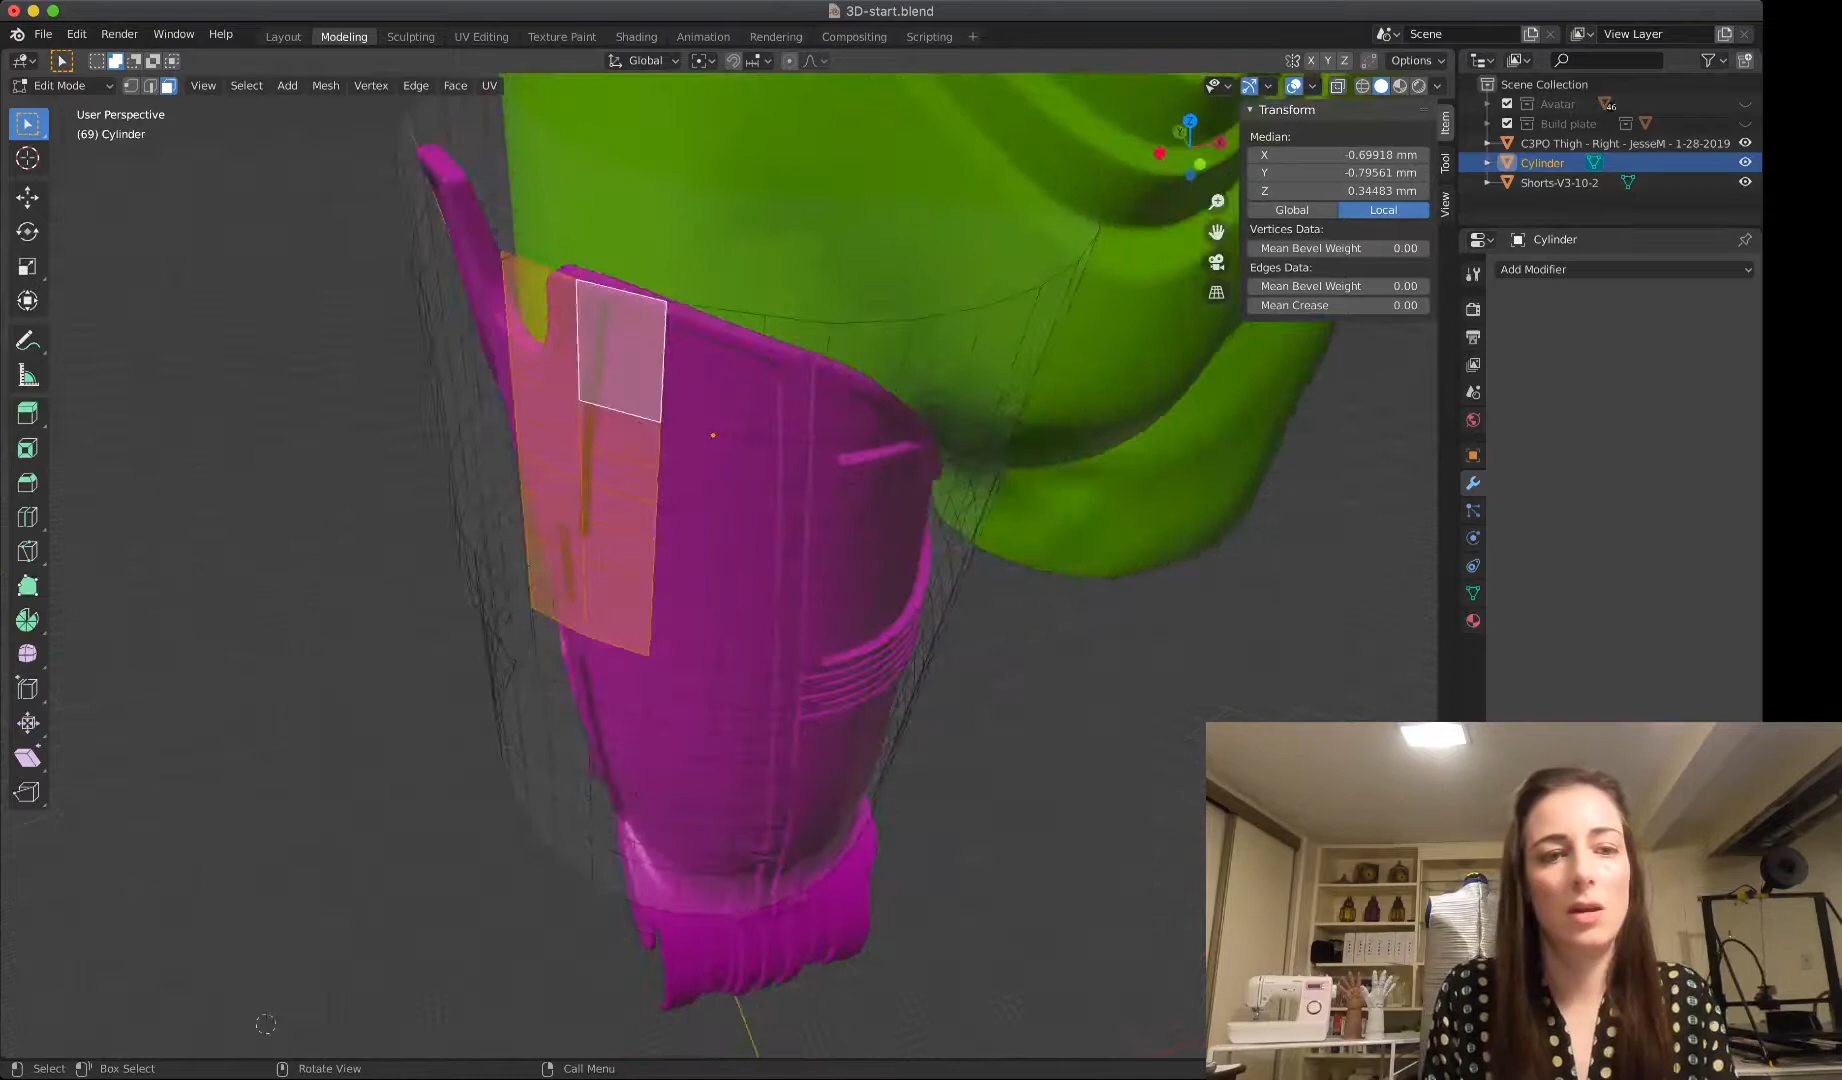 3D-start.blend
File Edit Render Window Help Layout Modeling Sculpting UV Editing Texture Paint Shading Animation Rendering Compositing Scripting + Scene View Layer
Global X Y Z Options
Edit Mode View Select Add Mesh Vertex Edge Face UV
User Perspective
(69) Cylinder
Transform
Median:
X -0.69918 mm
Y -0.79561 mm
Z 0.34483 mm
Global Local
Vertices Data:
Mean Bevel Weight 0.00
Edges Data:
Mean Bevel Weight 0.00
Mean Crease 0.00
Item
Tool
View
Z
Y
X
Scene Collection
Avatar 46
Build plate
C3PO Thigh - Right - JesseM - 1-28-2019
Cylinder
Shorts-V3-10-2
Cylinder
Add Modifier
Select Box Select Rotate View Call Menu